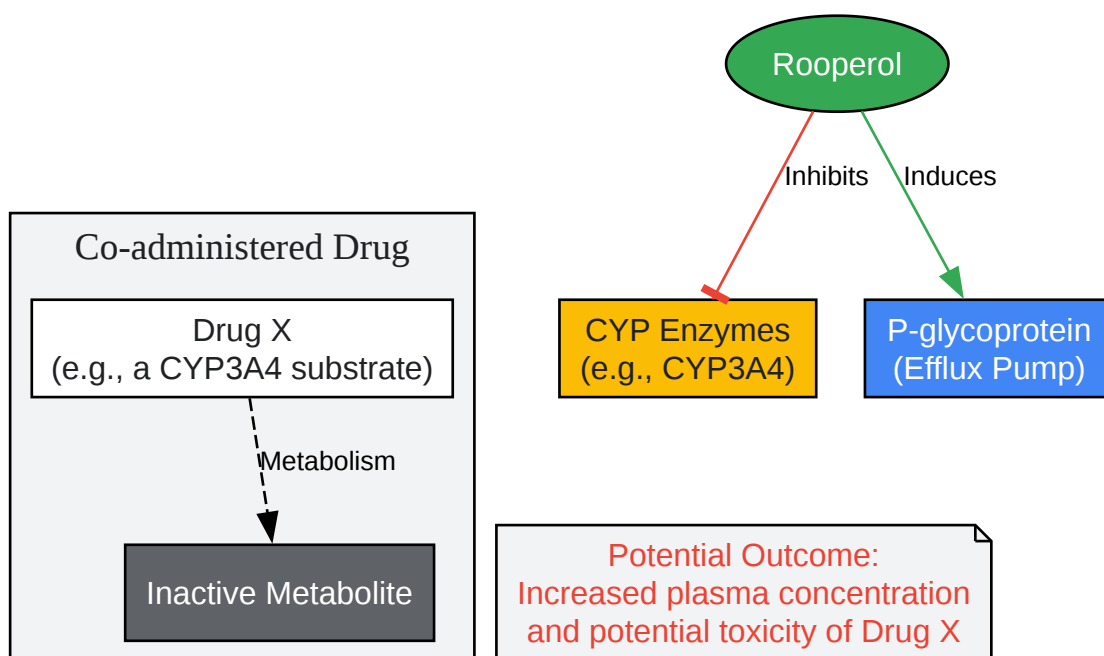 Rooperol
Inhibits
Induces
Co-administered Drug
Drug X
(e.g., a CYP3A4 substrate)
CYP Enzymes
(e.g., CYP3A4)
P-glycoprotein
(Efflux Pump)
Metabolism
Inactive Metabolite
Potential Outcome:
Increased plasma concentration
and potential toxicity of Drug X